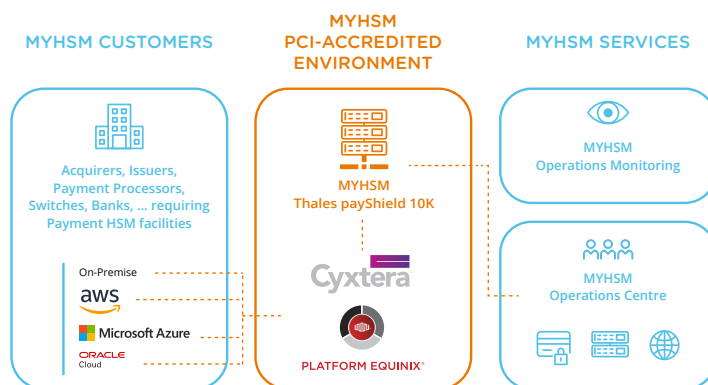 MYHSM CUSTOMERS
Acquirers, Issuers,
Payment Processors,
Switches, Banks, ... requiring
Payment HSM facilities
On-Premise
aws
Microsoft Azure
ORACLE
Cloud
MYHSM
PCI-ACCREDITED
ENVIRONMENT
MYHSM
Thales payShield 10K
Cyxtera
PLATFORM EQUINIX®
MYHSM SERVICES
MYHSM
Operations Monitoring
MYHSM
Operations Centre